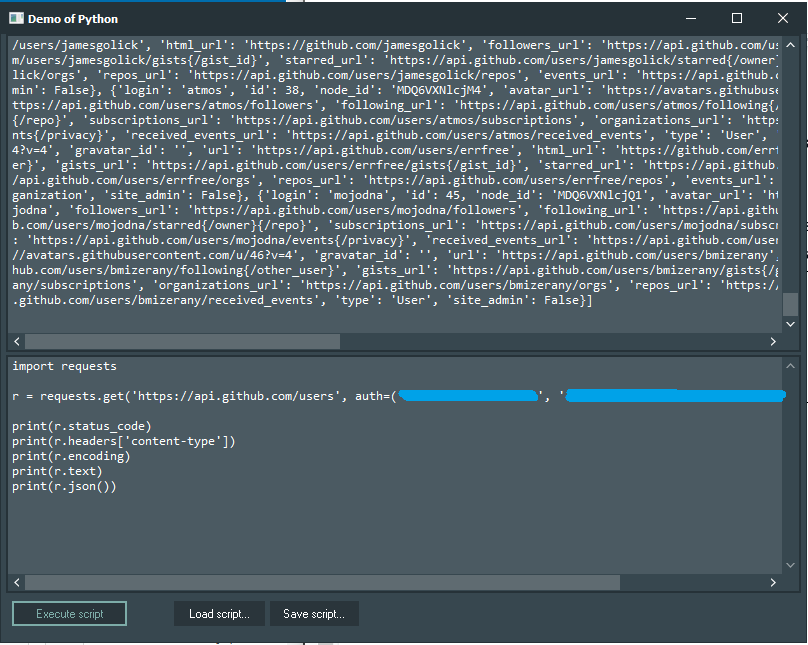 Demo of Python
/users/jamesgolick', 'html_url': 'https://github.com/jamesgolick', 'followers_url': 'https://api.github.com/us
m/users/jamesgolick/gists{/gist_id}', 'starred_url': 'https://api.github.com/users/jamesgolick/starred{/owner}
lick/orgs', 'repos_url': 'https://api.github.com/users/jamesgolick/repos', 'events_url': 'https://api.github.c
min': False}, {'login': 'atmos', 'id': 38, 'node_id': 'MDQ6VXNlcjM4', 'avatar_url': 'https://avatars.githubuse
ttps://api.github.com/users/atmos/followers', 'following_url': 'https://api.github.com/users/atmos/following{/
{/repo}', 'subscriptions_url': 'https://api.github.com/users/atmos/subscriptions', 'organizations_url': 'https
nts{/privacy}', 'received_events_url': 'https://api.github.com/users/atmos/received_events', 'type': 'User',
4?v=4', 'gravatar_id': '', 'url': 'https://api.github.com/users/errfree', 'html_url': 'https://github.com/errf
er}', 'gists_url': 'https://api.github.com/users/errfree/gists{/gist_id}', 'starred_url': 'https://api.github.
/api.github.com/users/errfree/orgs', 'repos_url': 'https://api.github.com/users/errfree/repos', 'events_url':
ganization', 'site_admin': False}, {'login': 'mojodna', 'id': 45, 'node_id': 'MDQ6VXNlcjQ1', 'avatar_url': 'ht
jodna', 'followers_url': 'https://api.github.com/users/mojodna/followers', 'following_url': 'https://api.githu
b.com/users/mojodna/starred{/owner}{/repo}', 'subscriptions_url': 'https://api.github.com/users/mojodna/subscr
: 'https://api.github.com/users/mojodna/events{/privacy}', 'received_events_url': 'https://api.github.com/user
//avatars.githubusercontent.com/u/46?v=4', 'gravatar_id': '', 'url': 'https://api.github.com/users/bmizerany',
hub.com/users/bmizerany/following{/other_user}', 'gists_url': 'https://api.github.com/users/bmizerany/gists{/g
any/subscriptions', 'organizations_url': 'https://api.github.com/users/bmizerany/orgs', 'repos_url': 'https:/
.github.com/users/bmizerany/received_events', 'type': 'User', 'site_admin': False}]
import requests
r = requests.get('https://api.github.com/users', auth=( ', '
print(r.status_code)
print(r.headers['content-type'])
print(r.encoding)
print(r.text)
print(r.json())
Execute script
Load script...
Save script...